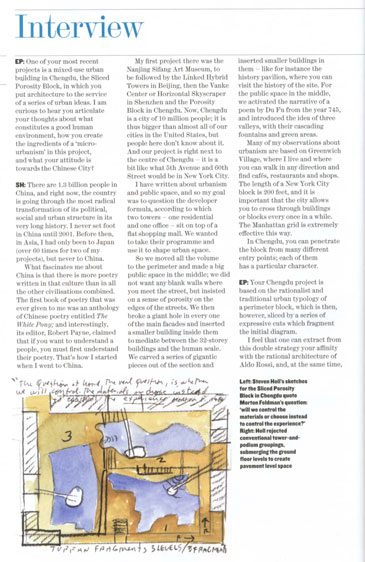 Interview
EP: One of your most recent
projects is a mixed-use urban
building in Chengdu, the Sliced
Porosity Block, in which you
put architecture to the service
of a series of urban ideas. I am
curious to hear you articulate
your thoughts about what
constitutes a good human
environment, how you create
the ingredients of a 'micro-
urbanism' in this project,
and what your attitude is
towards the Chinese city?
SH: There are 1.3 billion people in
China, and right now, the country
is going through the most radical
transformation of its political,
social and urban structure in its
very long history. I never set foot
in China until 2001. Before then,
in Asia, I had only been to Japan
(over 60 times for two of my
projects), but never to China.
What fascinates me about
China is that there is more poetry
written in that culture than in all
the other civilisations combined.
The first book of poetry that was
ever given to me was an anthology
of Chinese poetry entitled The
White Pony; and interestingly,
its editor, Robert Payne, claimed
that if you want to understand a
people, you must first understand
their poetry. That's how I started
when I went to China.
My first project there was the
Nanjing Sifang Art Museum, to
be followed by the Linked Hybrid
Towers in Beijing, then the Vanke
Center or Horizontal Skyscraper
in Shenzhen and the Porosity
Block in Chengdu. Now, Chengdu
is a city of 10 million people; it is
thus bigger than almost all of our
cities in the United States, but
people here don't know about it.
And our project is right next to
the centre of Chengdu – it is a
bit like what 5th Avenue and 60th
Street would be in New York City.
I have written about urbanism
and public space, and so my goal
was to question the developer
formula, according to which
two towers – one residential
and one office – sit on top of a
flat shopping mall. We wanted
to take their programme and
use it to shape urban space.
So we moved all the volume
to the perimeter and made a big
public space in the middle; we did
not want any blank walls where
you meet the street, but insisted
on a sense of porosity on the
edges of the streets. We then
broke a giant hole in every one
of the main facades and inserted
a smaller building inside them
to mediate between the 32-storey
buildings and the human scale.
We carved a series of gigantic
pieces out of the section and
inserted smaller buildings in
them – like for instance the
history pavilion, where you can
visit the history of the site. For
the public space in the middle,
we activated the narrative of a
poem by Du Fu from the year 745,
and introduced the idea of three
valleys, with their cascading
fountains and green areas.
Many of my observations about
urbanism are based on Greenwich
Village, where I live and where
you can walk in any direction and
find cafés, restaurants and shops.
The length of a New York City
block is 200 feet, and it is
important that the city allows
you to cross through buildings
or blocks every once in a while.
The Manhattan grid is extremely
effective this way.
In Chengdu, you can penetrate
the block from many different
entry points; each of them
has a particular character.
EP: Your Chengdu project is
based on the rationalist and
traditional urban typology of
a perimeter block, which is then,
however, sliced by a series of
expressive cuts which fragment
the initial diagram.
I feel that one can extract from
this double strategy your affinity
with the rational architecture of
Aldo Rossi, and, at the same time,
Left: Steven Holl's sketches
for the Sliced Porosity
Block in Chengdu quote
Morton Feldman's question:
'will we control the
materials or choose instead
to control the experience?'
Right: Holl rejected
conventional tower-and-
podium groupings,
submerging the ground
floor levels to create
pavement level space
"The question at hand, the real question, is whether
we will control the materials or choose instead
to control the experience
3
2
1
TU FU FRAGMENTS 3 LEVELS / 3 FRAGMENT